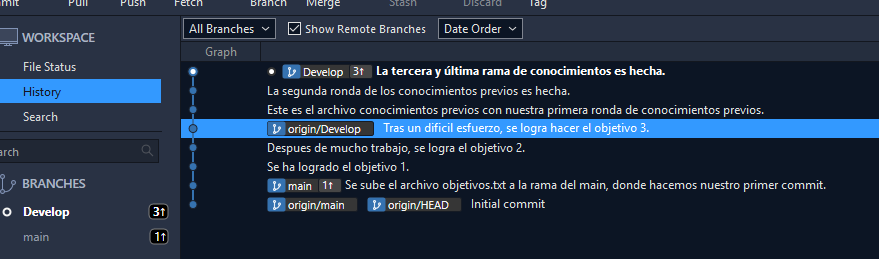 Push Pull Fetch Branch Merge Stash Discard Tag
All Branches Show Remote Branches Date Order
WORKSPACE
Graph
File Status
Develop 3↑ La tercera y última rama de conocimientos es hecha.
History
La segunda ronda de los conocimientos previos es hecha.
Search
Este es el archivo conocimientos previos con nuestra primera ronda de conocimientos previos.
origin/Develop Tras un dificil esfuerzo, se logra hacer el objetivo 3.
Despues de mucho trabajo, se logra el objetivo 2.
Se ha logrado el objetivo 1.
BRANCHES
main 1↑ Se sube el archivo objetivos.txt a la rama del main, donde hacemos nuestro primer commit.
Develop 3↑
origin/main origin/HEAD Initial commit
main 1↑